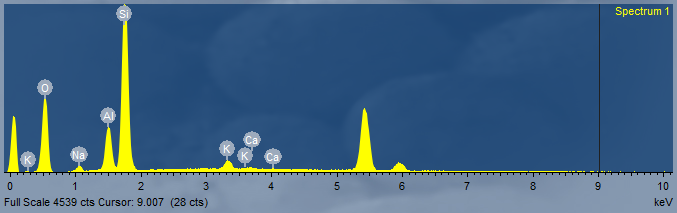 Spectrum 1
Si
O
Al
K
Na
K
K
Ca
Ca
0 1 2 3 4 5 6 7 8 9 10
Full Scale 4539 cts Cursor: 9.007 (28 cts) keV